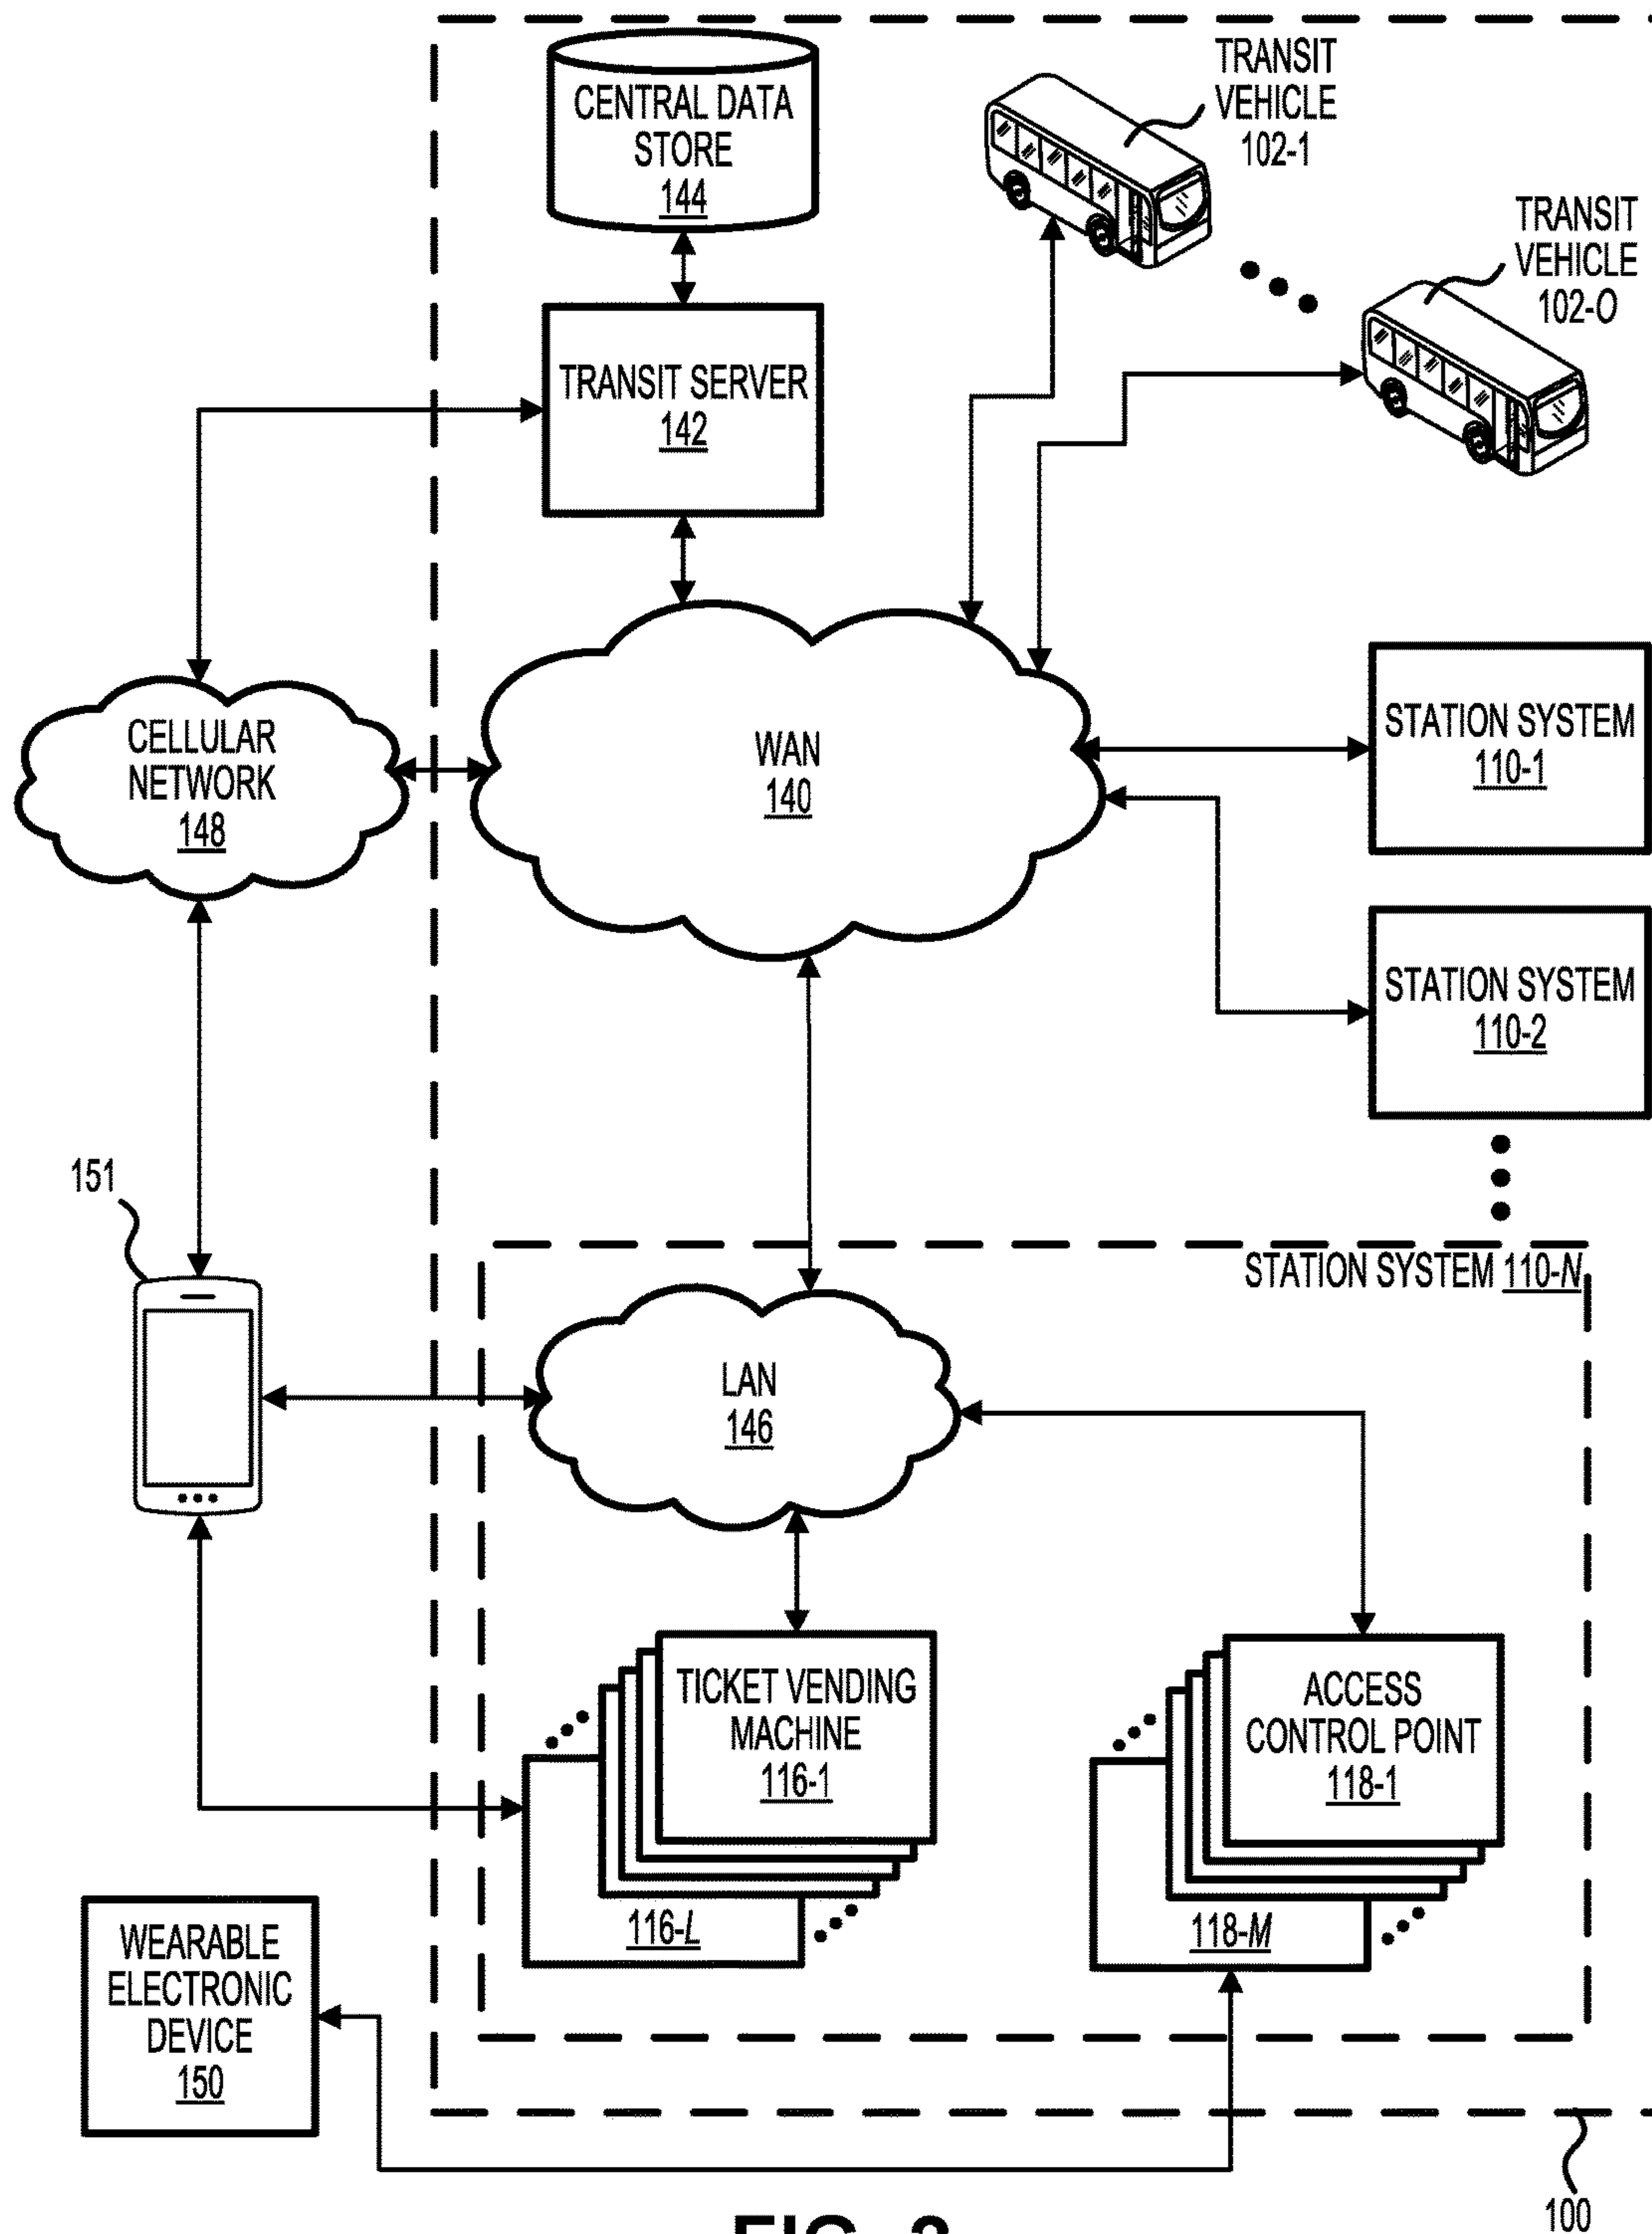 CENTRAL DATA
STORE
144
TRANSIT
VEHICLE
102-1
TRANSIT
VEHICLE
102-O
TRANSIT SERVER
142
CELLULAR
NETWORK
148
WAN
140
STATION SYSTEM
110-1
STATION SYSTEM
110-2
151
STATION SYSTEM 110-N
LAN
146
TICKET VENDING
MACHINE
116-1
116-L
ACCESS
CONTROL POINT
118-1
118-M
WEARABLE
ELECTRONIC
DEVICE
150
100